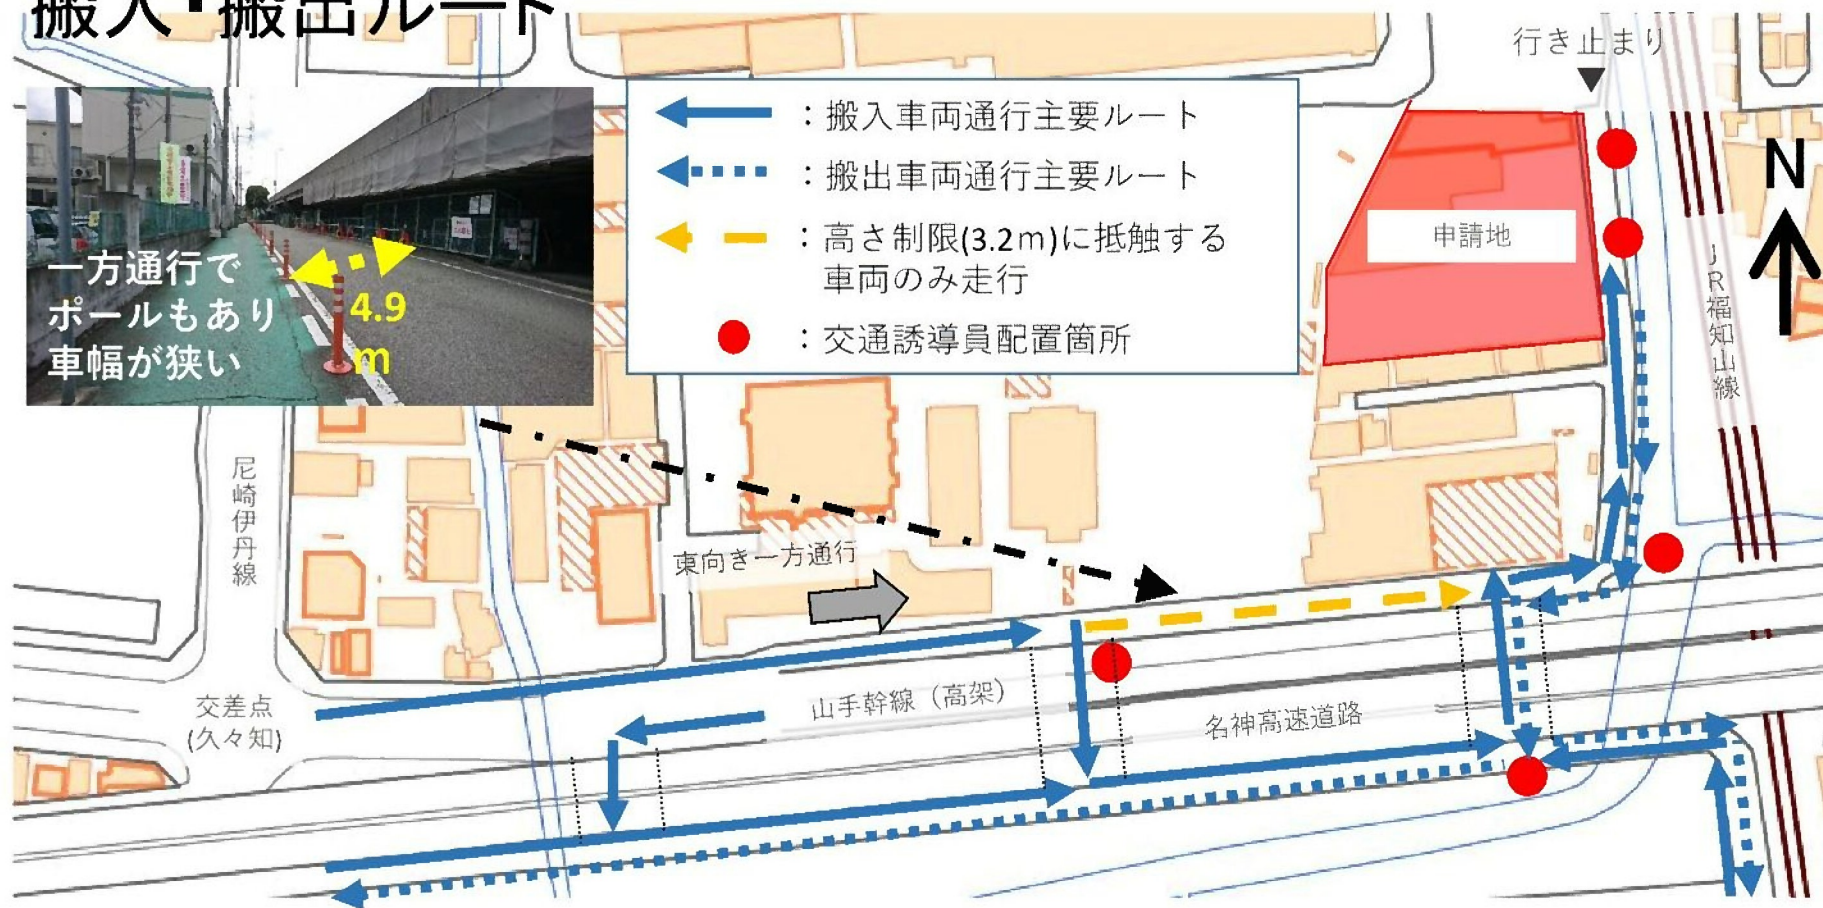 搬入・搬出ルート
行き止まり
：搬入車両通行主要ルート
：搬出車両通行主要ルート
：高さ制限(3.2m)に抵触する
車両のみ走行
：交通誘導員配置箇所
申請地
N
JR福知山線
一方通行で
ポールもあり
車幅が狭い
4.9
m
尼崎伊丹線
東向き一方通行
交差点
(久々知)
山手幹線（高架）
名神高速道路